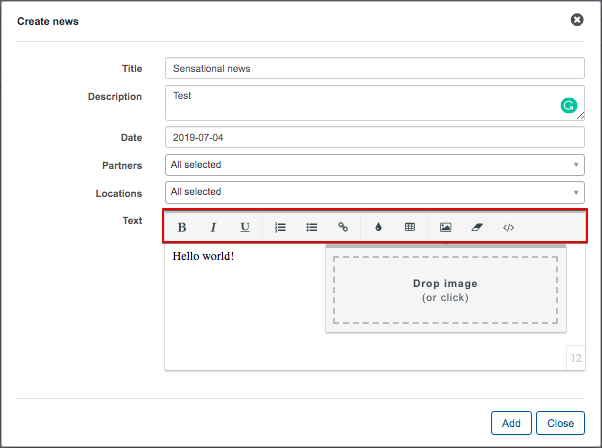 Create news
Title
Sensational news
Description
Test
Date
2019-07-04
Partners
All selected
Locations
All selected
Text
B I U </>
Hello world!
Drop image
(or click)
12
Add Close